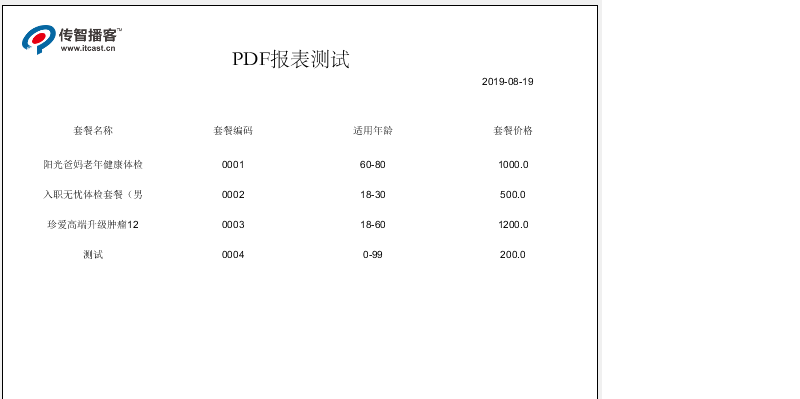 传智播客™
www.itcast.cn
PDF报表测试
2019-08-19
套餐名称 套餐编码 适用年龄 套餐价格
阳光爸妈老年健康体检 0001 60-80 1000.0
入职无忧体检套餐（男 0002 18-30 500.0
珍爱高端升级肿瘤12 0003 18-60 1200.0
测试 0004 0-99 200.0